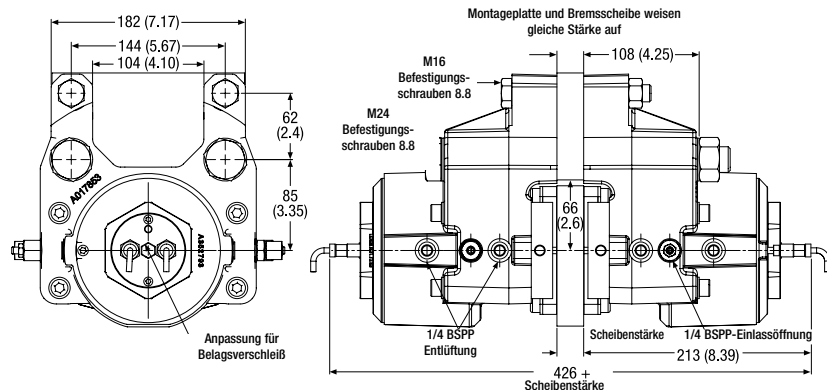 182 (7.17)
144 (5.67)
104 (4.10)
62
(2.4)
85
(3.35)
A017853
Anpassung für
Belagsverschleiß
Montageplatte und Bremsscheibe weisen
gleiche Stärke auf
108 (4.25)
M16
Befestigungs-
schrauben 8.8
M24
Befestigungs-
schrauben 8.8
66
(2.6)
1/4 BSPP
Entlüftung
Scheibenstärke
1/4 BSPP-Einlassöffnung
213 (8.39)
426 +
Scheibenstärke